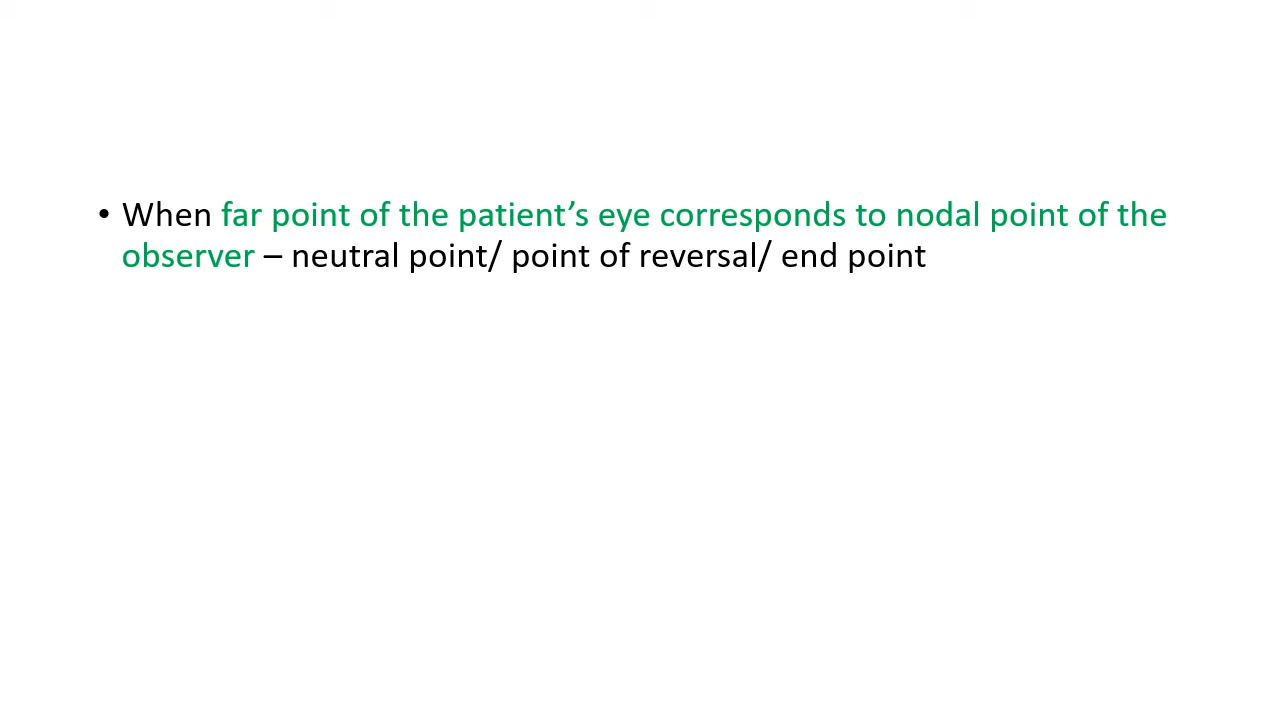 • When far point of the patient’s eye corresponds to nodal point of the
observer – neutral point/ point of reversal/ end point